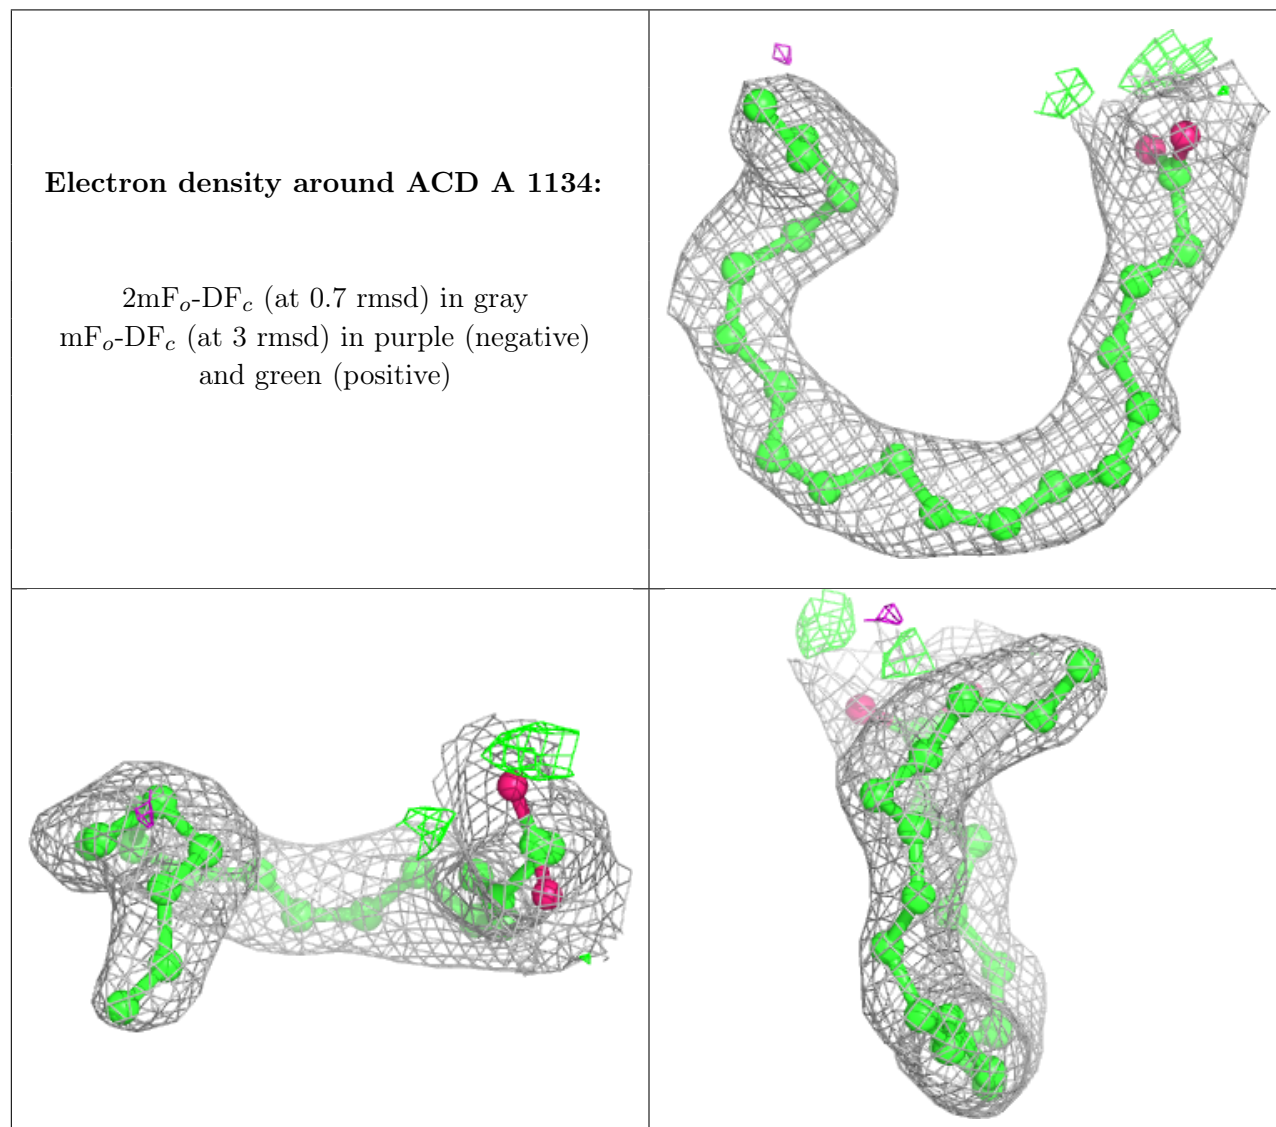 Electron density around ACD A 1134:
2mFo-DFc (at 0.7 rmsd) in gray
mFo-DFc (at 3 rmsd) in purple (negative)
and green (positive)